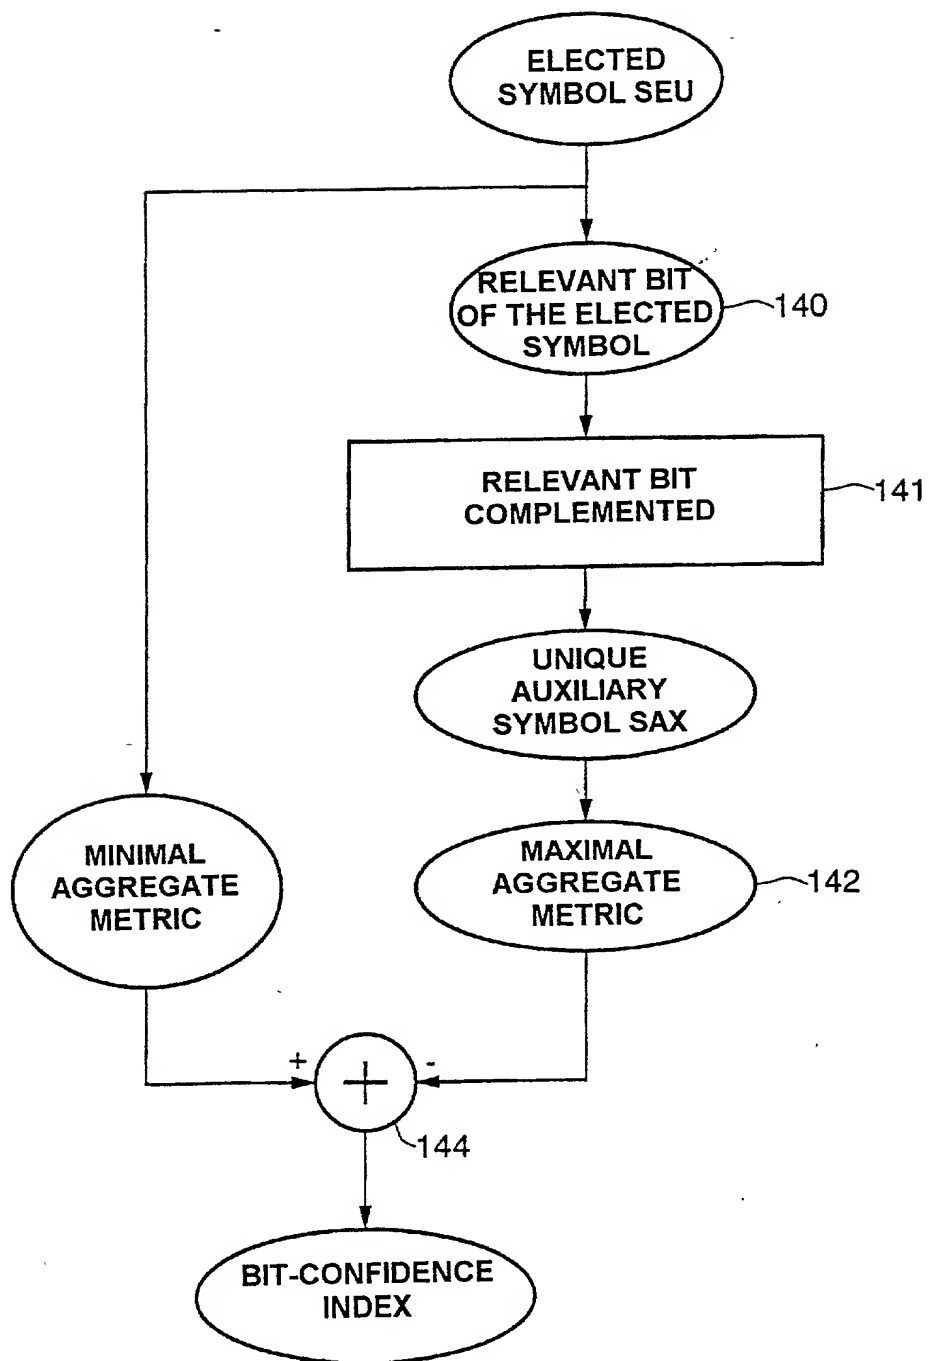 ELECTED
SYMBOL SEU
RELEVANT BIT
OF THE ELECTED
SYMBOL
140
RELEVANT BIT
COMPLEMENTED
141
UNIQUE
AUXILIARY
SYMBOL SAX
MINIMAL
AGGREGATE
METRIC
MAXIMAL
AGGREGATE
METRIC
142
+
-
+
144
BIT-CONFIDENCE
INDEX